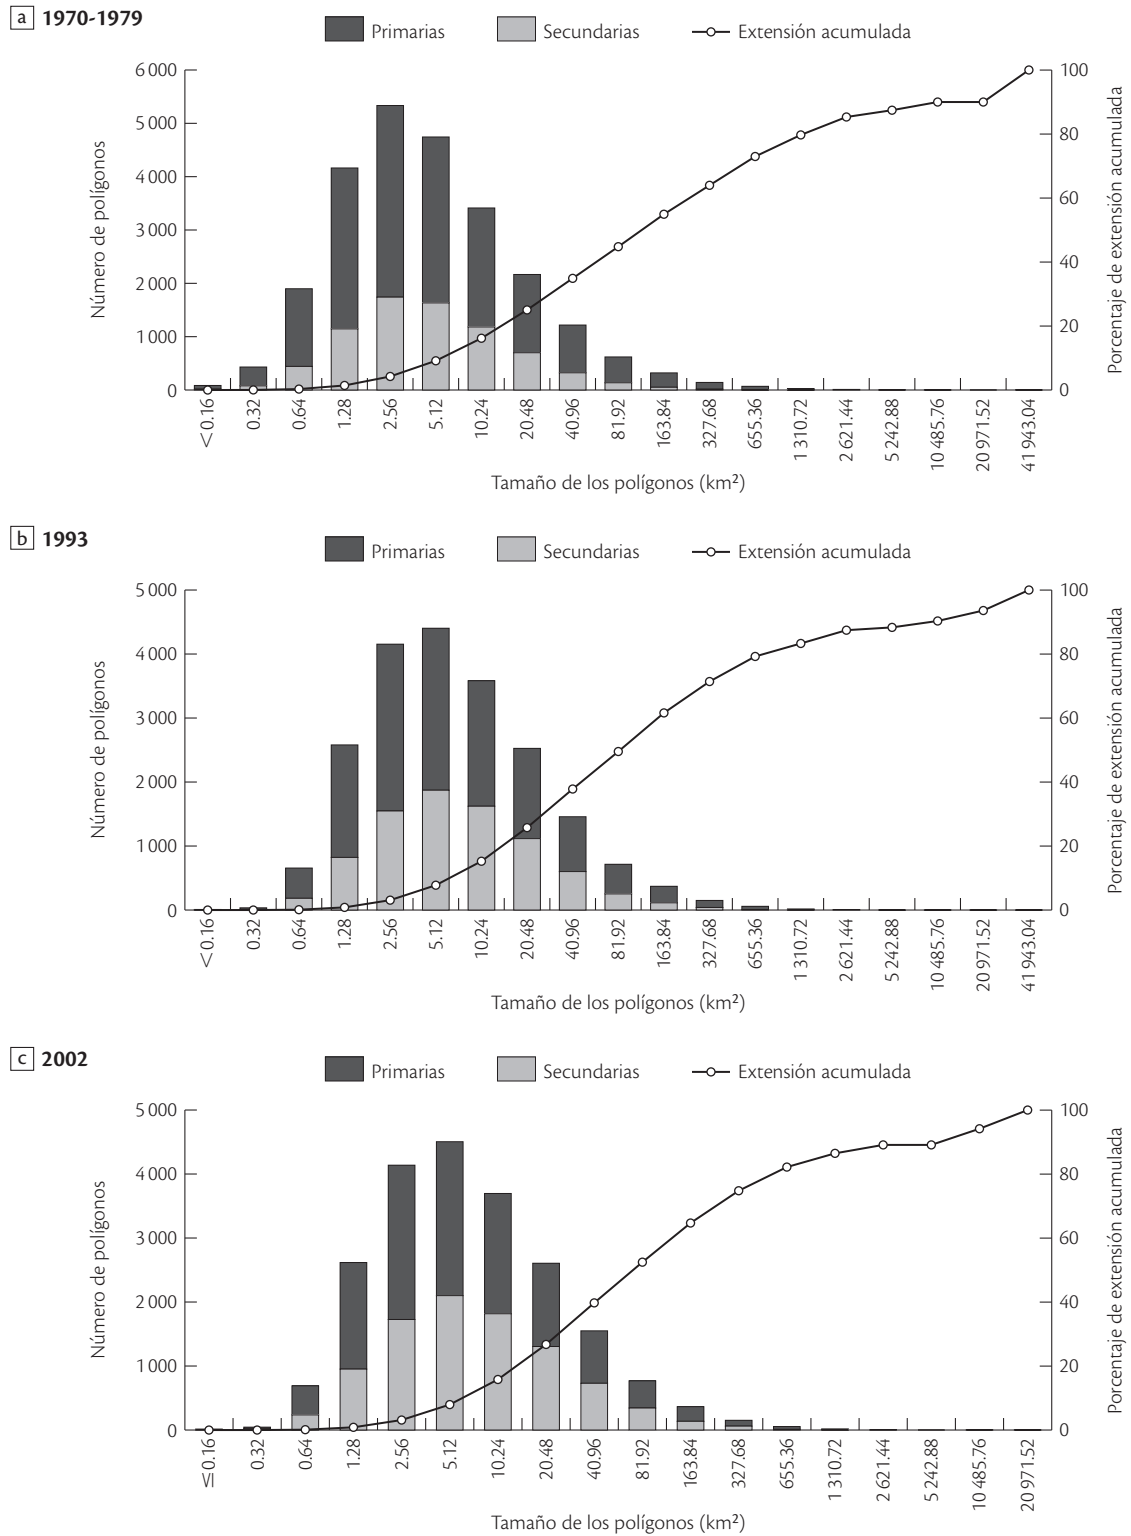 a 1970-1979
Primarias Secundarias Extensión acumulada
Número de polígonos
6 000
5 000
4 000
3 000
2 000
1 000
0
100
80
60
40
20
0
Porcentaje de extensión acumulada
< 0.16 0.32 0.64 1.28 2.56 5.12 10.24 20.48 40.96 81.92 163.84 327.68 655.36 1 310.72 2 621.44 5 242.88 10 485.76 20 971.52 41 943.04
Tamaño de los polígonos (km²)
b 1993
Primarias Secundarias Extensión acumulada
Número de polígonos
5 000
4 000
3 000
2 000
1 000
0
100
80
60
40
20
0
Porcentaje de extensión acumulada
< 0.16 0.32 0.64 1.28 2.56 5.12 10.24 20.48 40.96 81.92 163.84 327.68 655.36 1 310.72 2 621.44 5 242.88 10 485.76 20 971.52 41 943.04
Tamaño de los polígonos (km²)
c 2002
Primarias Secundarias Extensión acumulada
Número de polígonos
5 000
4 000
3 000
2 000
1 000
0
100
80
60
40
20
0
Porcentaje de extensión acumulada
≤ 0.16 0.32 0.64 1.28 2.56 5.12 10.24 20.48 40.96 81.92 163.84 327.68 655.36 1 310.72 2 621.44 5 242.88 10 485.76 20 971.52
Tamaño de los polígonos (km²)